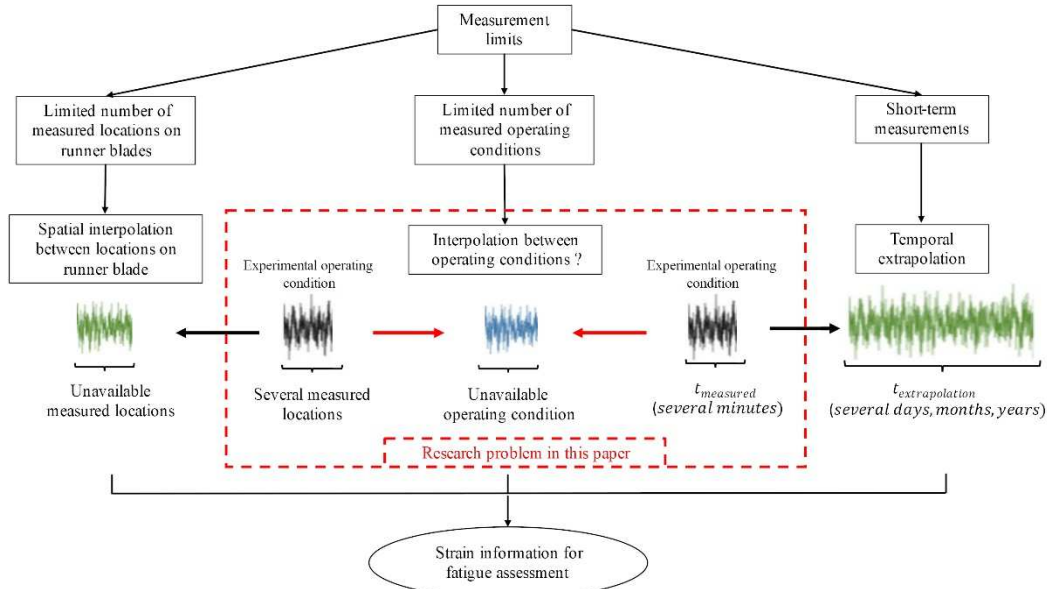 Measurement
limits
Limited number of
measured locations on
runner blades
Limited number of
measured operating
conditions
Short-term
measurements
Spatial interpolation
between locations on
runner blade
Interpolation between
operating conditions ?
Temporal
extrapolation
Experimental operating
condition
Experimental operating
condition
Unavailable
measured locations
Several measured
locations
Unavailable
operating condition
t_measured
(several minutes)
t_extrapolation
(several days, months, years)
Research problem in this paper
Strain information for
fatigue assessment